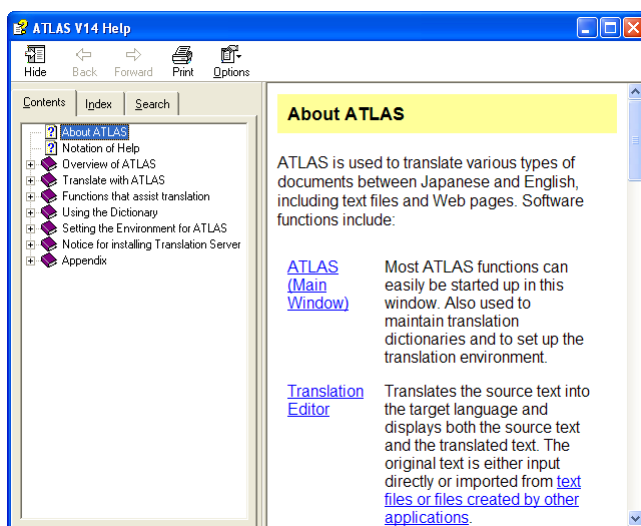 ATLAS V14 Help
Hide Back Forward Print Options
Contents Index Search
About ATLAS
Notation of Help
Overview of ATLAS
Translate with ATLAS
Functions that assist translation
Using the Dictionary
Setting the Environment for ATLAS
Notice for installing Translation Server
Appendix
About ATLAS
ATLAS is used to translate various types of
documents between Japanese and English,
including text files and Web pages. Software
functions include:
ATLAS
(Main
Window)
Most ATLAS functions can
easily be started up in this
window. Also used to
maintain translation
dictionaries and to set up the
translation environment.
Translation
Editor
Translates the source text into
the target language and
displays both the source text
and the translated text. The
original text is either input
directly or imported from text
files or files created by other
applications.